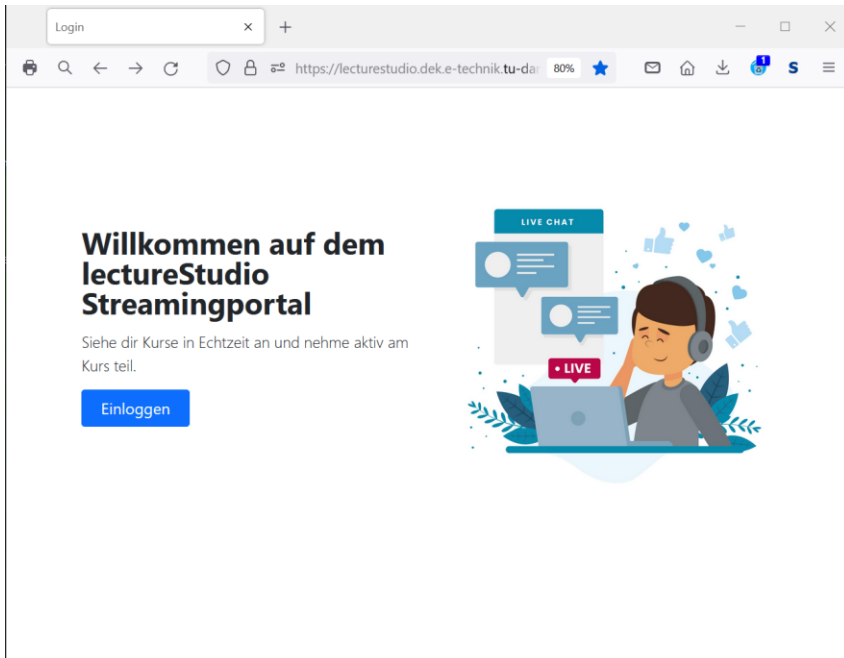 Login
https://lecturestudio.dek.e-technik.tu-da
80%
1
S
Willkommen auf dem
lectureStudio
Streamingportal
Siehe dir Kurse in Echtzeit an und nehme aktiv am
Kurs teil.
Einloggen
LIVE CHAT
• LIVE